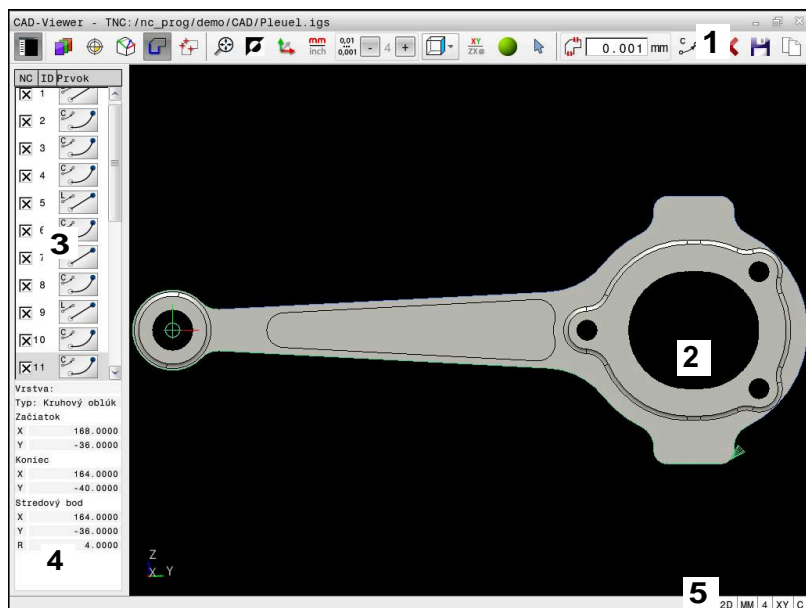 CAD-Viewer - TNC:/nc_prog/demo/CAD/Pleuel.igs
mm
inch
0,01
0,001
- 4 +
XY
ZX⌀
0.001 mm
C
1
NC ID Prvok
1
2 C
3 C
4 C
5 L
6 C
7
8 C
9 L
10 C
11 C
3
2
Vrstva:
Typ: Kruhový oblúk
Začiatok
X 168.0000
Y -36.0000
Koniec
X 164.0000
Y -40.0000
Stredový bod
X 164.0000
Y -36.0000
R 4.0000
4
Z
X Y
5
2D MM 4 XY C